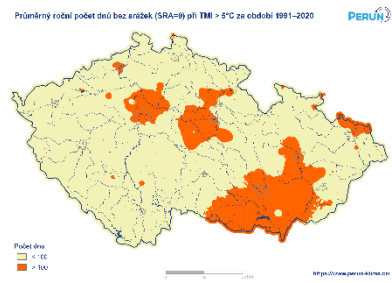 Průměrný roční počet dnů bez srážek (SRA=0) při TMI > 5°C za období 1991–2020
PERUN
Počet dnů
< 100
> 100
https://www.perun-klima.cz